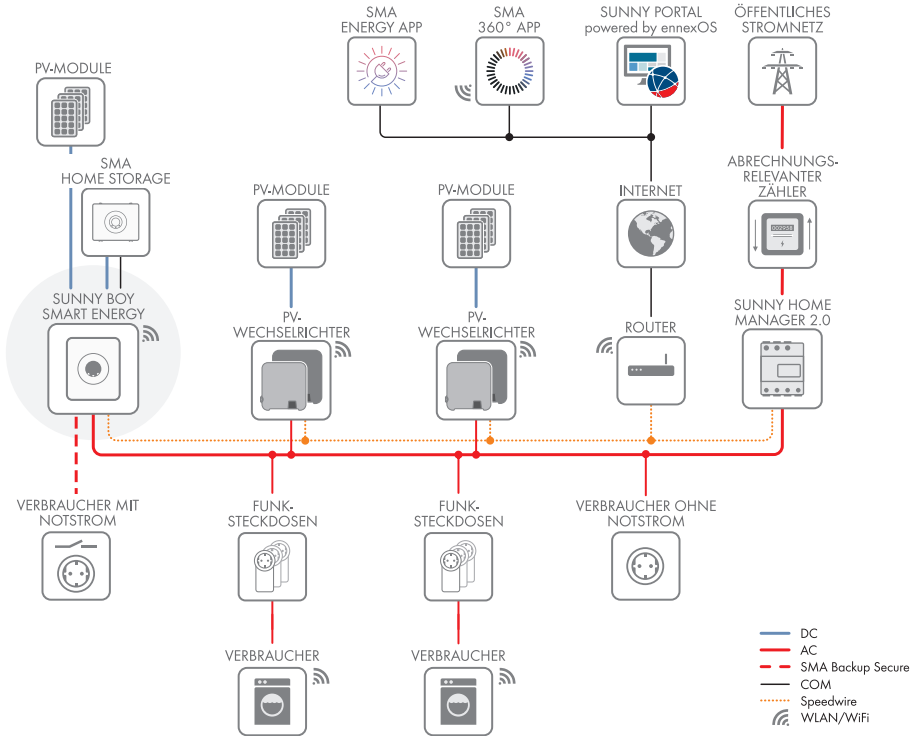 SMA
ENERGY APP
SMA
360° APP
SUNNY PORTAL
powered by ennexOS
ÖFFENTLICHES
STROMNETZ
PV-MODULE
SMA
HOME STORAGE
PV-MODULE
PV-MODULE
INTERNET
ABRECHNUNGS-
RELEVANTER
ZÄHLER
SUNNY BOY
SMART ENERGY
PV-
WECHSELRICHTER
PV-
WECHSELRICHTER
ROUTER
SUNNY HOME
MANAGER 2.0
VERBRAUCHER MIT
NOTSTROM
FUNK-
STECKDOSEN
FUNK-
STECKDOSEN
VERBRAUCHER OHNE
NOTSTROM
VERBRAUCHER
VERBRAUCHER
DC
AC
SMA Backup Secure
COM
Speedwire
WLAN/WiFi